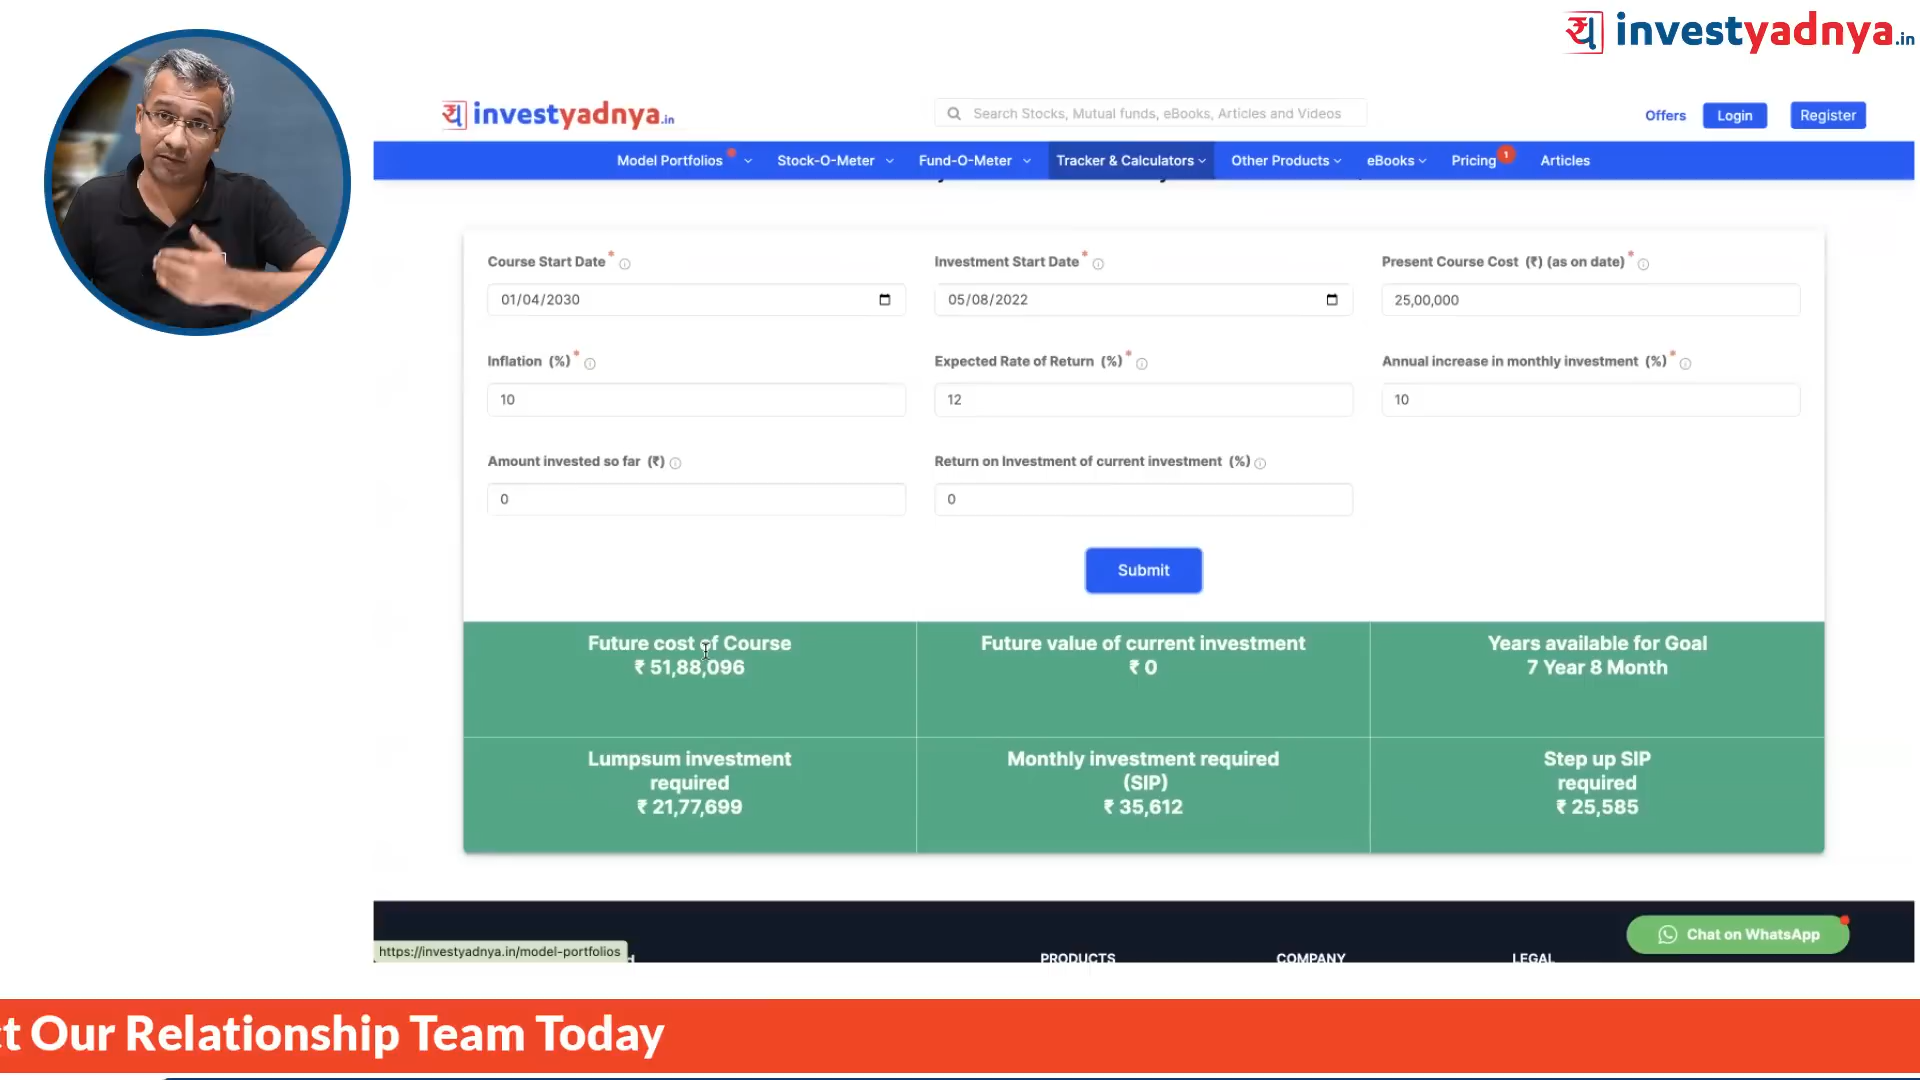 investyadnya.in
investyadnya.in
Search Stocks, Mutual funds, eBooks, Articles and Videos
Offers
Login
Register
Model Portfolios
Stock-O-Meter
Fund-O-Meter
Tracker & Calculators
Other Products
eBooks
Pricing
1
Articles
Course Start Date *
Investment Start Date *
Present Course Cost (₹) (as on date) *
01/04/2030
05/08/2022
25,00,000
Inflation (%) *
Expected Rate of Return (%) *
Annual increase in monthly investment (%) *
10
12
10
Amount invested so far (₹)
Return on Investment of current investment (%)
0
0
Submit
Future cost of Course
₹ 51,88,096
Future value of current investment
₹ 0
Years available for Goal
7 Year 8 Month
Lumpsum investment
required
₹ 21,77,699
Monthly investment required
(SIP)
₹ 35,612
Step up SIP
required
₹ 25,585
Chat on WhatsApp
https://investyadnya.in/model-portfolios
PRODUCTS
COMPANY
LEGAL
ct Our Relationship Team Today